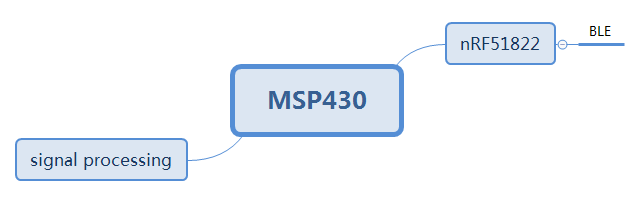 BLE
nRF51822
MSP430
signal processing